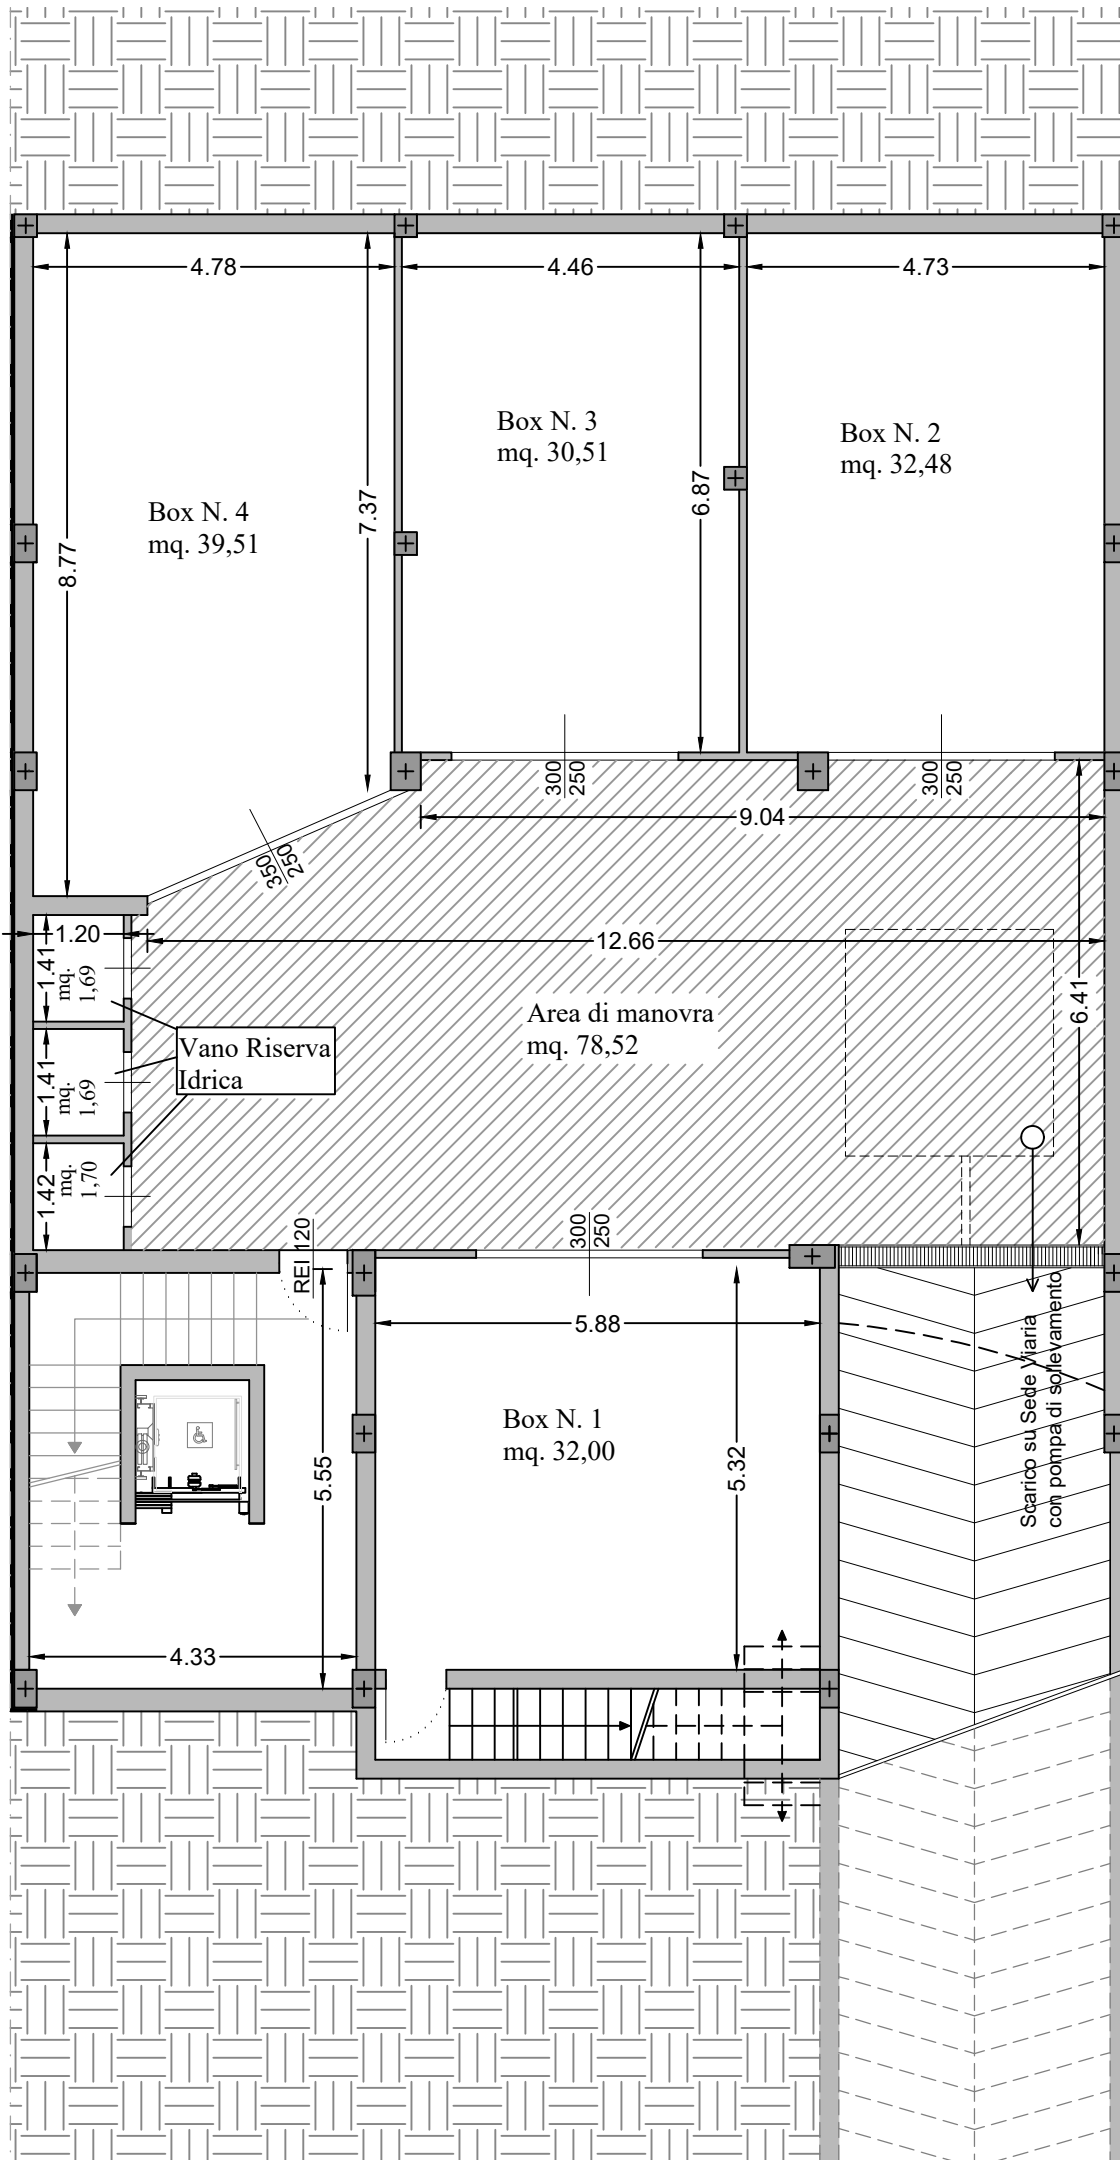 4.78
4.46
4.73
Box N. 3
mq. 30,51
Box N. 2
mq. 32,48
Box N. 4
mq. 39,51
8.77
7.37
6.87
300
250
300
250
9.04
350
250
1.20
12.66
1.41
mq.
1,69
6.41
Area di manovra
mq. 78,52
Vano Riserva
Idrica
1.41
mq.
1,69
1.42
mq.
1,70
REI 120
300
250
5.88
Scarico su Sede Viaria
con pompa di sollevamento
Box N. 1
mq. 32,00
5.55
5.32
4.33